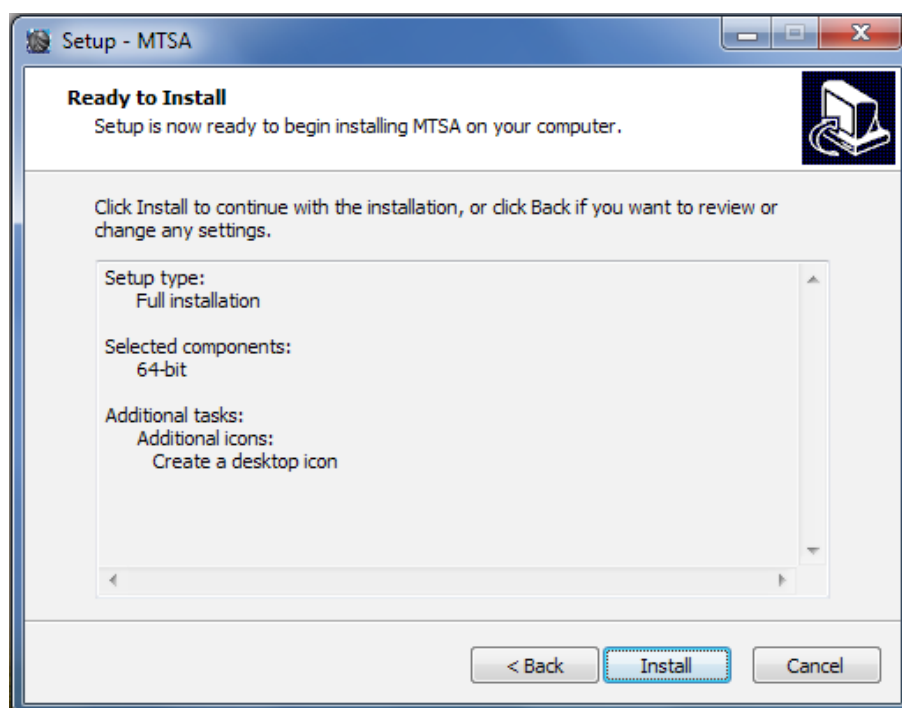 Setup - MTSA
Ready to Install
Setup is now ready to begin installing MTSA on your computer.
Click Install to continue with the installation, or click Back if you want to review or
change any settings.
Setup type:
Full installation
Selected components:
64-bit
Additional tasks:
Additional icons:
Create a desktop icon
< Back
Install
Cancel